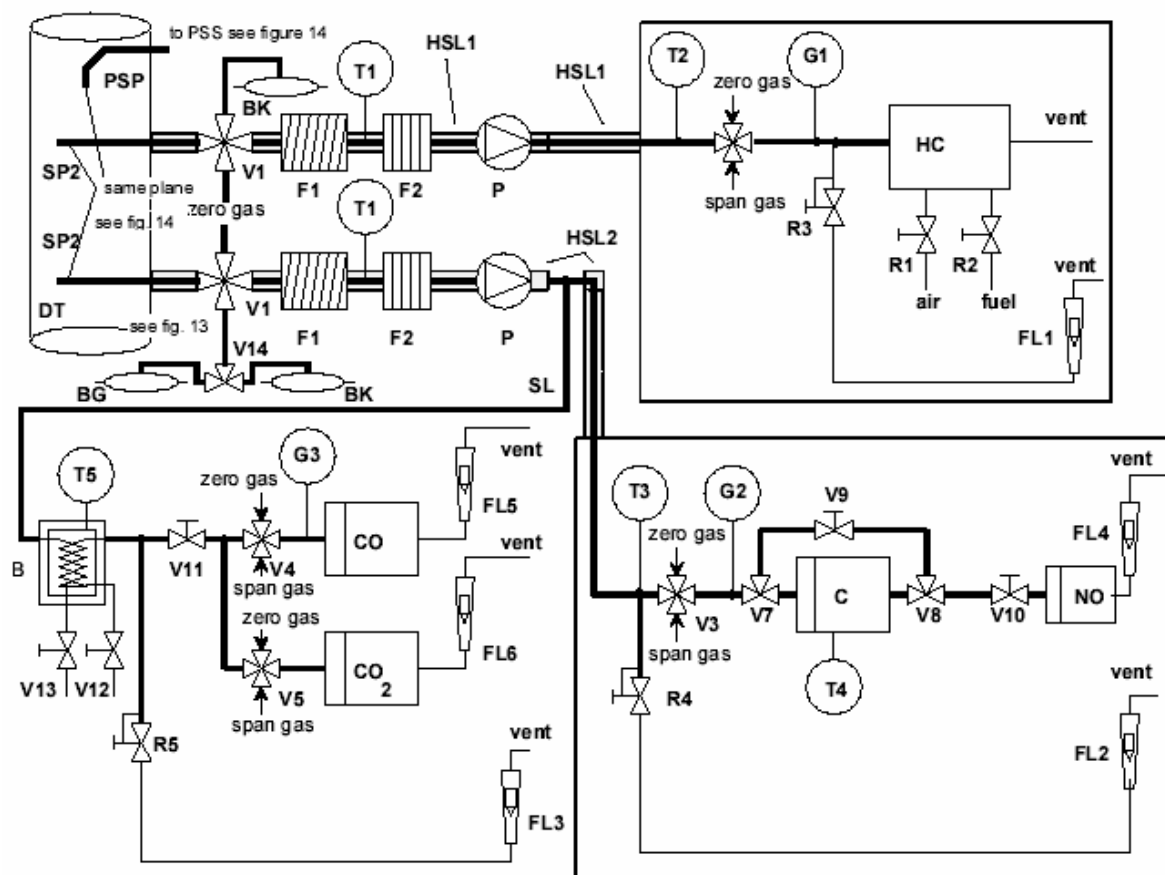 to PSS see figure 14
PSP
BK
T1
HSL1
HSL1
T2
G1
zero gas
HC
vent
SP2
same plane
V1
F1
F2
P
span gas
R3
zero gas
see fig. 14
T1
HSL2
SP2
R1
R2
vent
DT
see fig. 13
V1
F1
F2
P
air
fuel
FL1
V14
BG
BK
SL
T5
G3
vent
zero gas
FL5
T3
G2
V9
vent
B
V11
V4
CO
vent
zero gas
FL4
span gas
zero gas
V3
V7
C
V8
V10
NO
FL6
span gas
V13
V12
V5
CO2
span gas
T4
vent
R5
vent
R4
FL2
FL3